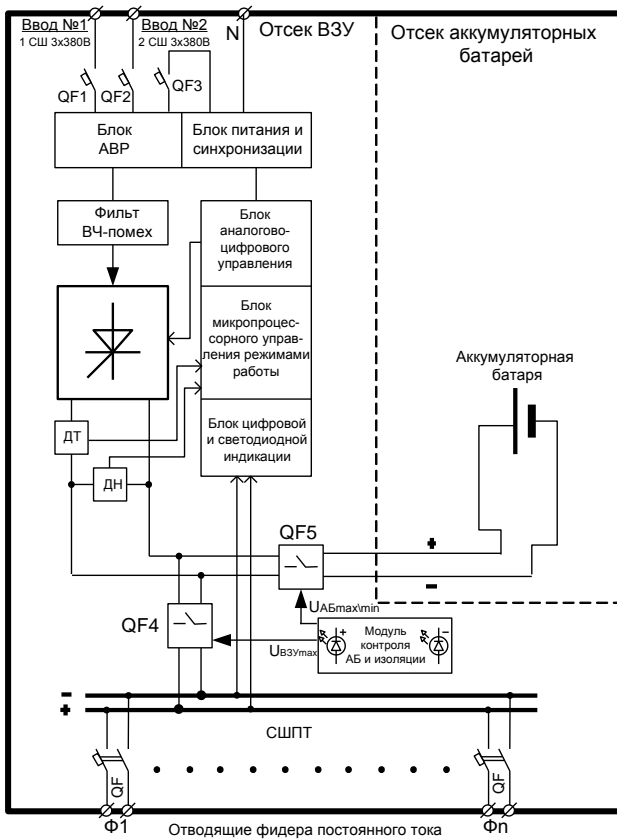 Ввод №1
1 СШ 3х380В
Ввод №2
2 СШ 3х380В
N
Отсек ВЗУ
Отсек аккумуляторных
батарей
QF1
QF2
QF3
Блок
АВР
Блок питания и
синхронизации
Фильт
ВЧ-помех
Блок
аналогово-
цифрового
управления
Блок
микропроцес-
сорного управ-
ления режимами
работы
Блок цифровой
и светодиодной
индикации
ДТ
ДН
Аккумуляторная
батаря
QF5
+
−
UАБmax\min
QF4
UВЗУmax
+
−
Модуль
контроля
АБ и изоляции
-
+
СШПТ
QF
QF
Ф1
Отводящие фидера постоянного тока
Фn